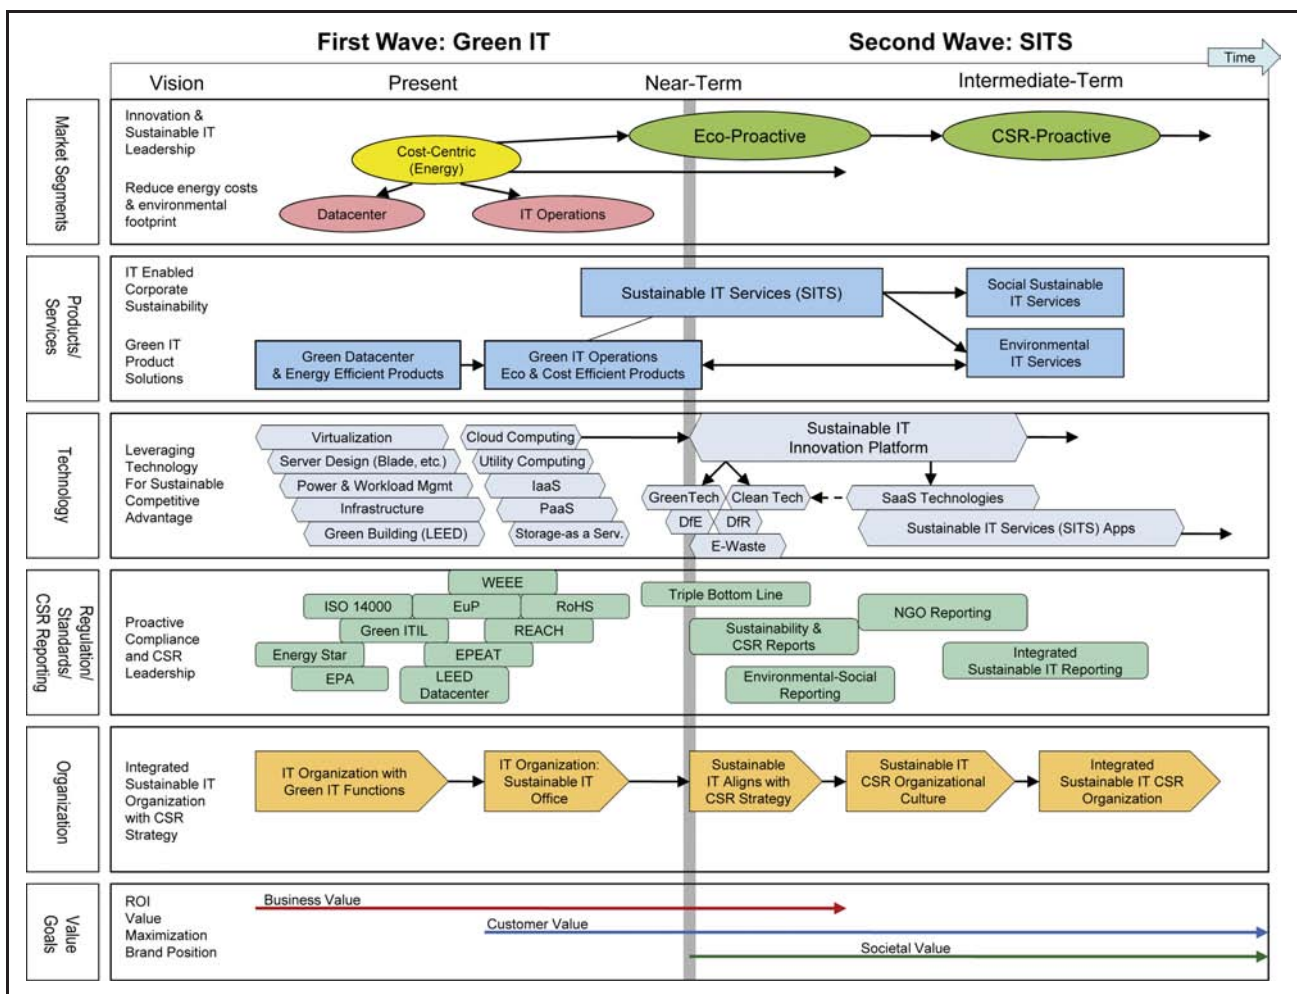 First Wave: Green IT
Second Wave: SITS
Time
Vision
Present
Near-Term
Intermediate-Term
Market Segments
Innovation &
Sustainable IT
Leadership
Reduce energy costs
& environmental
footprint
Cost-Centric
(Energy)
Eco-Proactive
CSR-Proactive
Datacenter
IT Operations
Products/
Services
IT Enabled
Corporate
Sustainability
Green IT
Product
Solutions
Sustainable IT Services (SITS)
Social Sustainable
IT Services
Green Datacenter
& Energy Efficient Products
Green IT Operations
Eco & Cost Efficient Products
Environmental
IT Services
Technology
Leveraging
Technology
For Sustainable
Competitive
Advantage
Virtualization
Server Design (Blade, etc.)
Power & Workload Mgmt
Infrastructure
Green Building (LEED)
Cloud Computing
Utility Computing
IaaS
PaaS
Storage-as a Serv.
Sustainable IT
Innovation Platform
GreenTech
Clean Tech
DfE
DfR
E-Waste
SaaS Technologies
Sustainable IT Services (SITS) Apps
Regulation/
Standards/
CSR Reporting
Proactive
Compliance
and CSR
Leadership
WEEE
ISO 14000
EuP
RoHS
Green ITIL
REACH
Energy Star
EPEAT
EPA
LEED
Datacenter
Triple Bottom Line
Sustainability &
CSR Reports
Environmental-Social
Reporting
NGO Reporting
Integrated
Sustainable IT Reporting
Organization
Integrated
Sustainable IT
Organization
with CSR
Strategy
IT Organization with
Green IT Functions
IT Organization:
Sustainable IT
Office
Sustainable
IT Aligns with
CSR Strategy
Sustainable IT
CSR Organizational
Culture
Integrated
Sustainable IT CSR
Organization
Value
Goals
ROI
Value
Maximization
Brand Position
Business Value
Customer Value
Societal Value